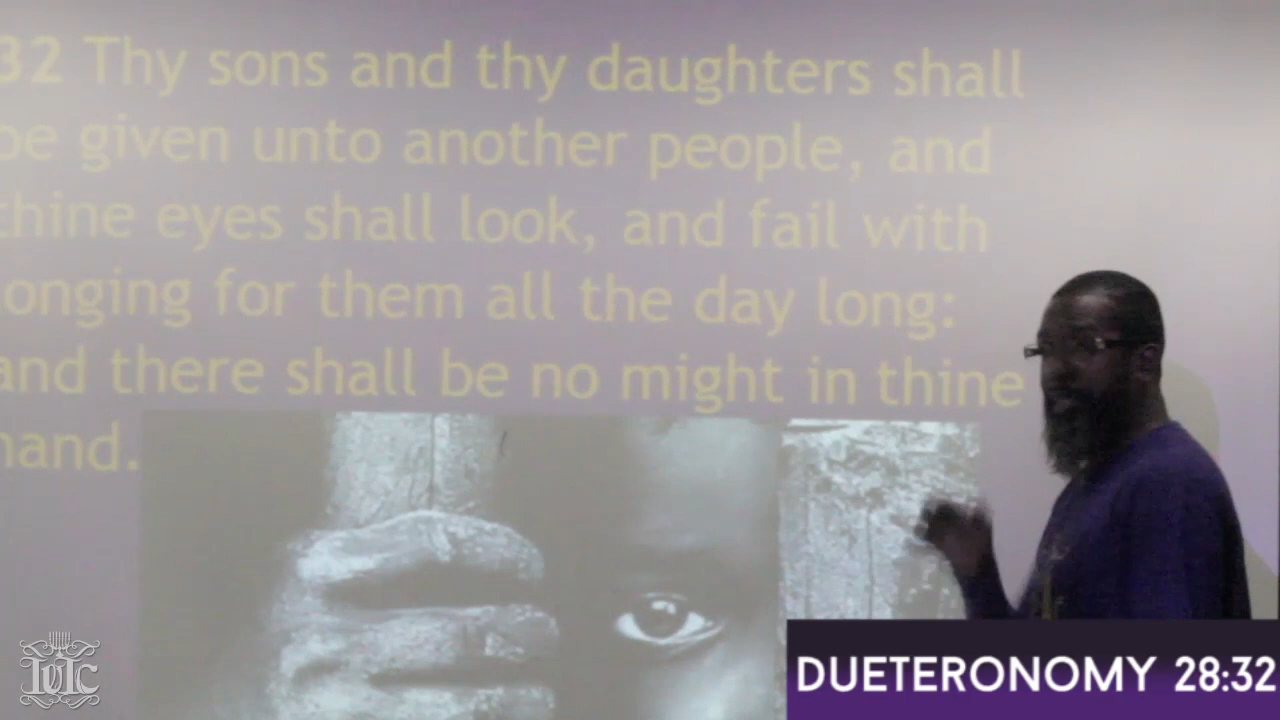 32 Thy sons and thy daughters shall
be given unto another people, and
thine eyes shall look, and fail with
longing for them all the day long:
and there shall be no might in thine
hand.
IUIC
DUETERONOMY 28:32